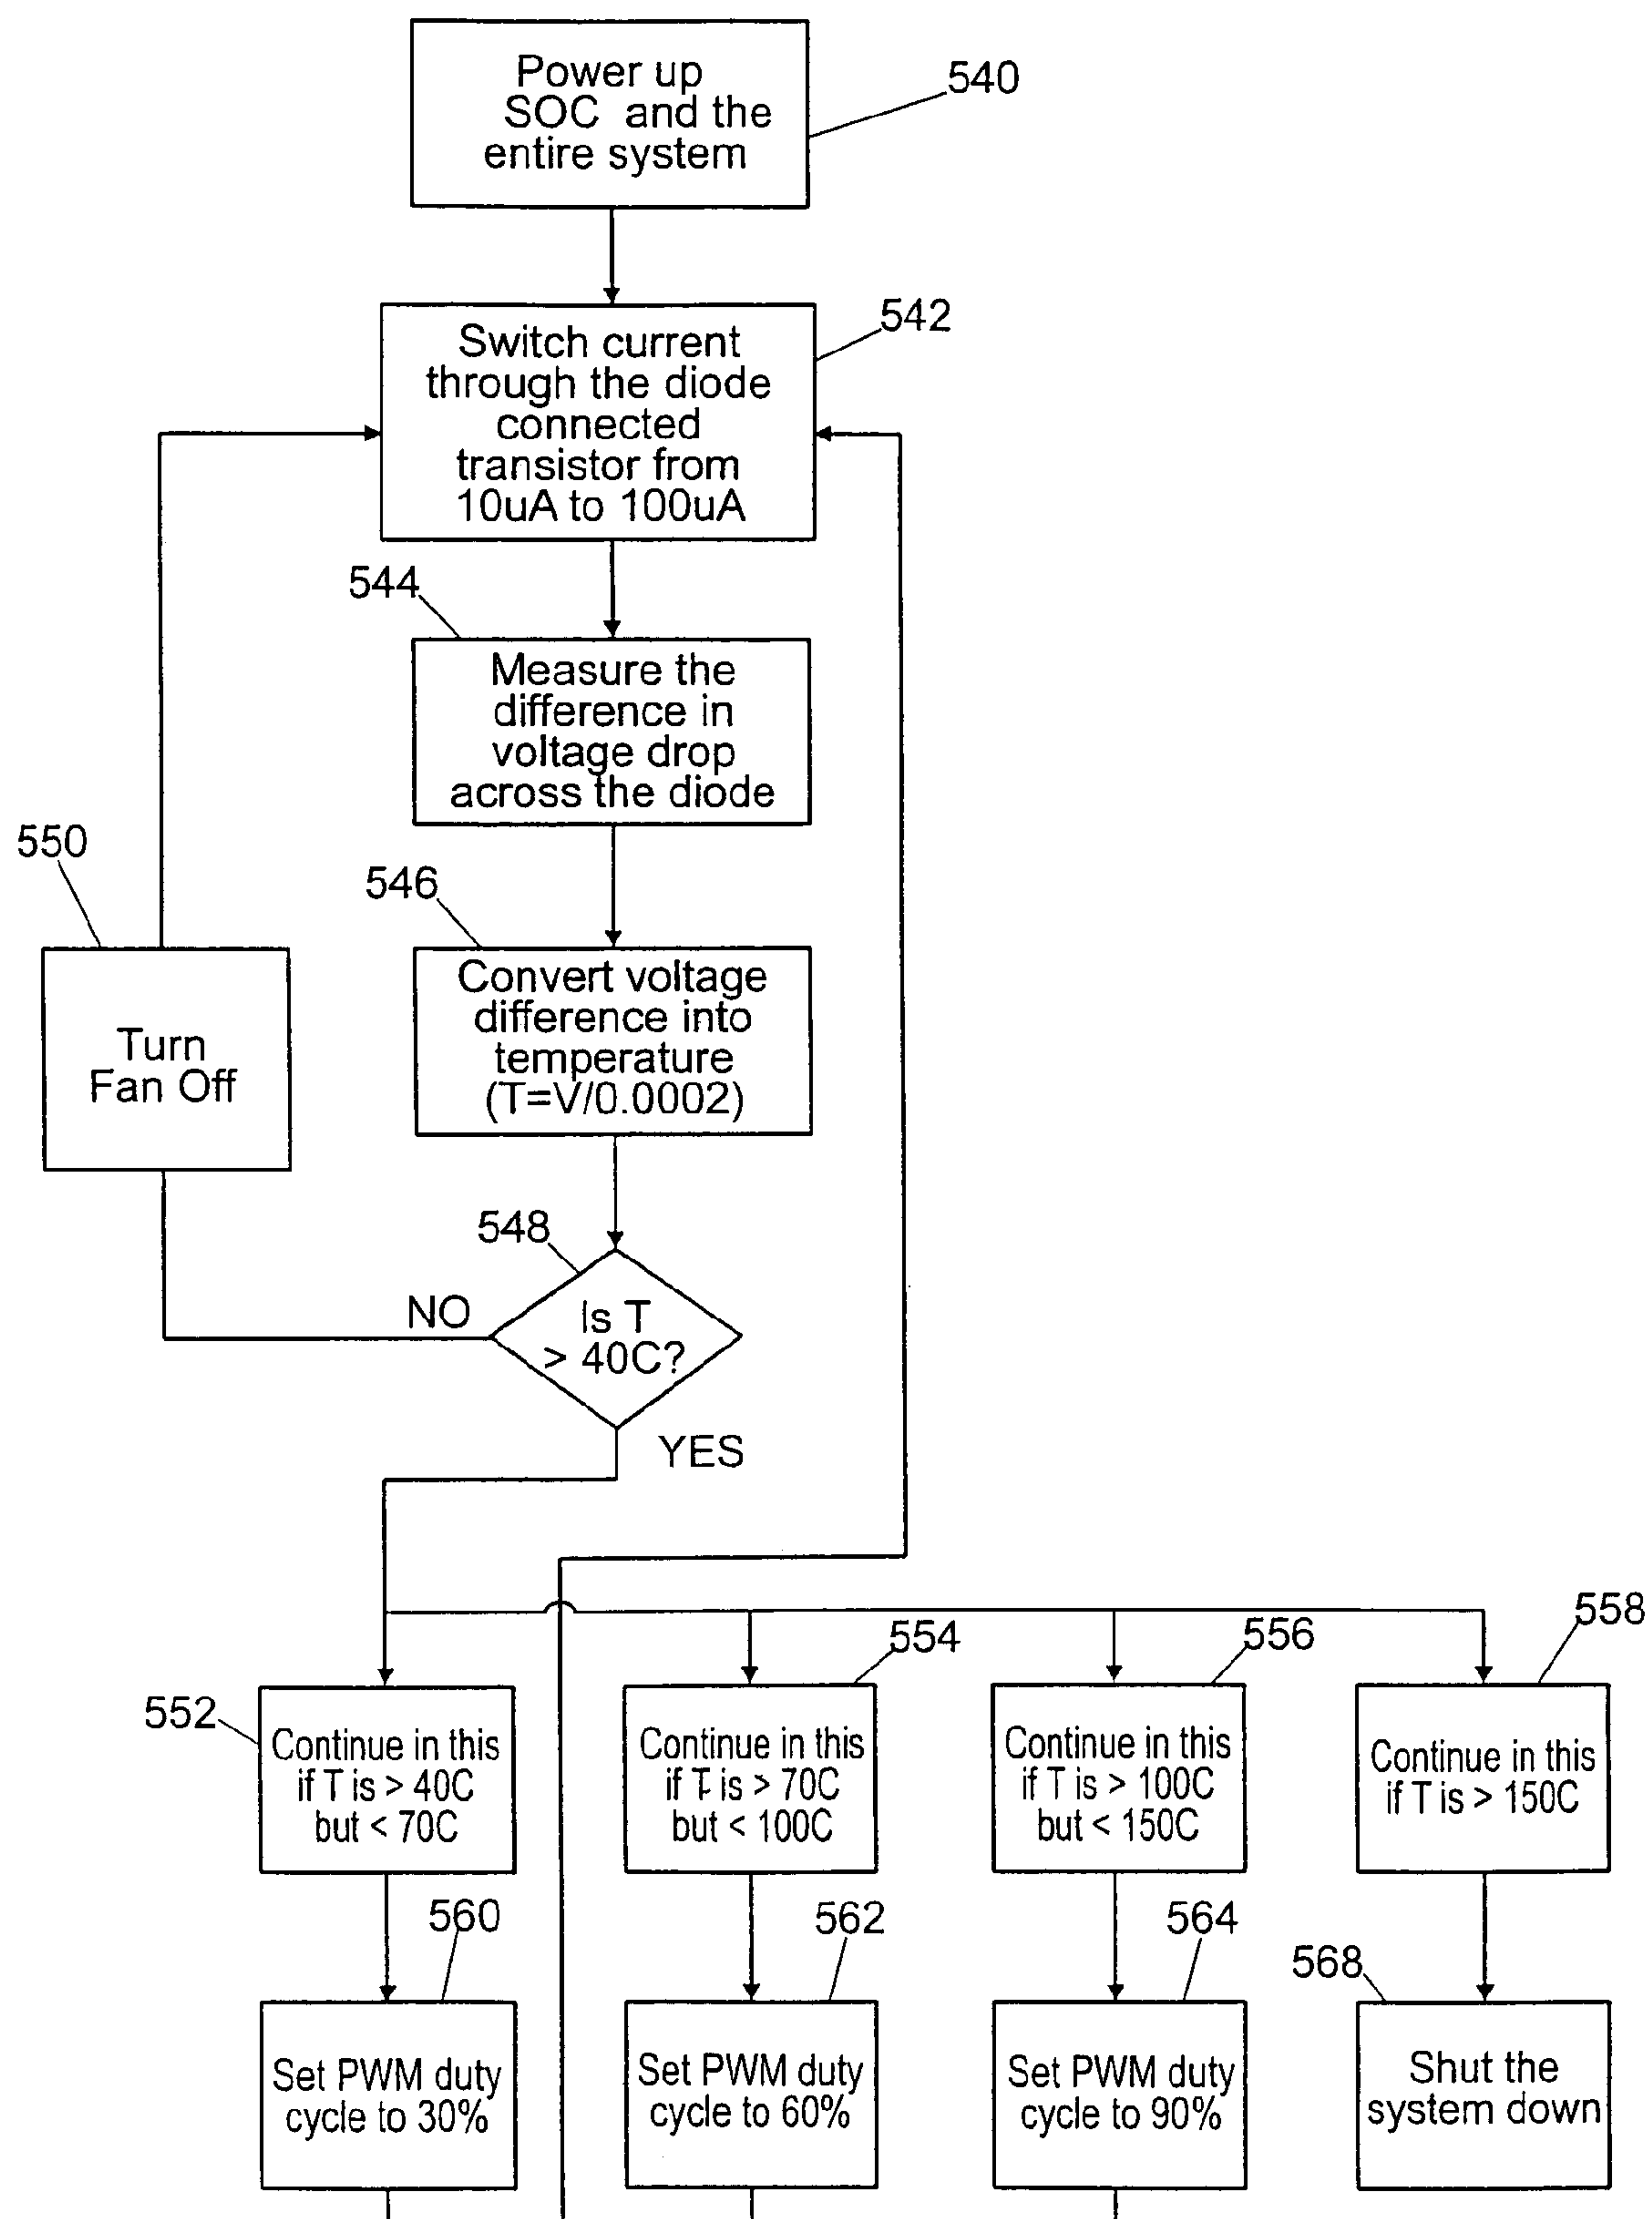 Power up
SOC and the
entire system
540
Switch current
through the diode
connected
transistor from
10uA to 100uA
542
544
Measure the
difference in
voltage drop
across the diode
550
546
Turn
Fan Off
Convert voltage
difference into
temperature
(T=V/0.0002)
548
NO
Is T
> 40C?
YES
552
554
556
558
Continue in this
if T is > 40C
but < 70C
Continue in this
if T is > 70C
but < 100C
Continue in this
if T is > 100C
but < 150C
Continue in this
if T is > 150C
560
562
564
568
Set PWM duty
cycle to 30%
Set PWM duty
cycle to 60%
Set PWM duty
cycle to 90%
Shut the
system down